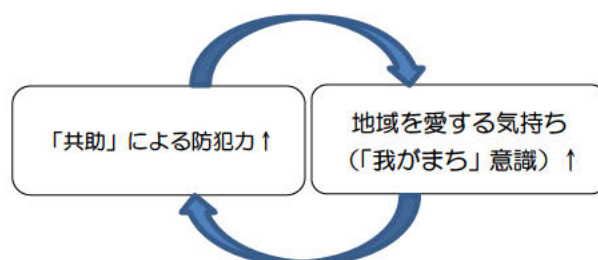 「共助」による防犯力↑
地域を愛する気持ち
（「我がまち」意識）↑